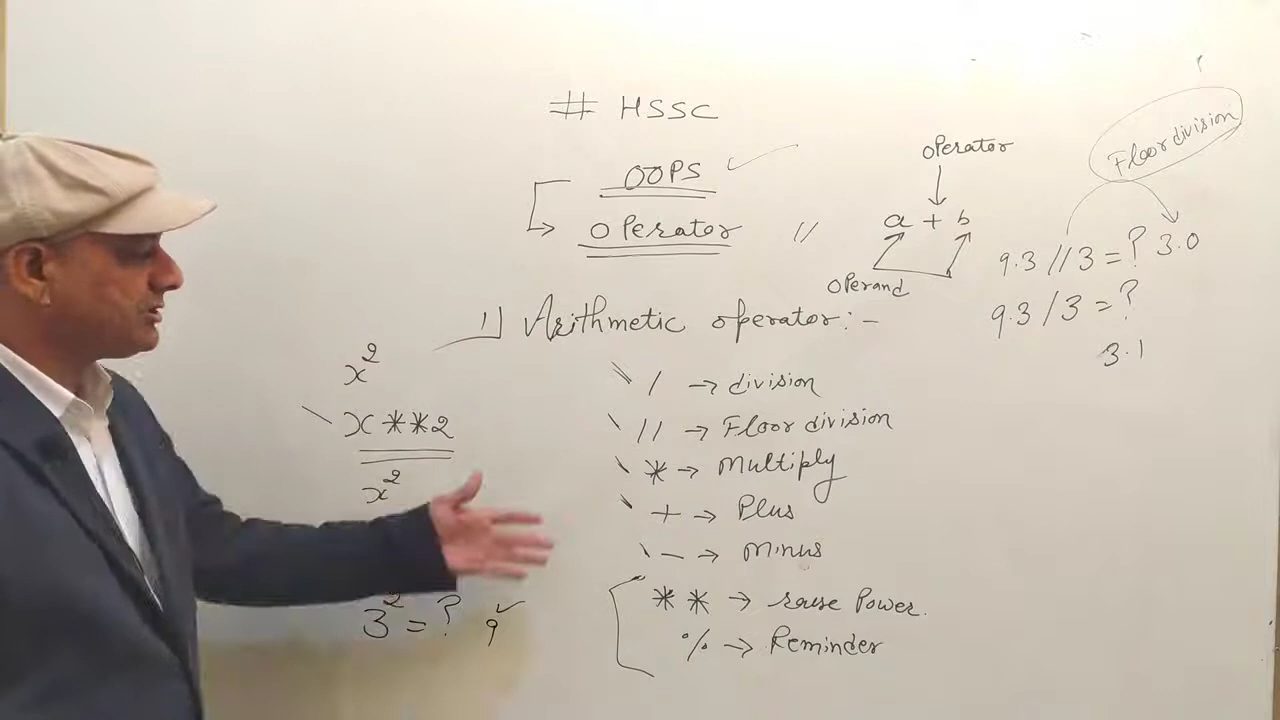 # HSSC
OOPS
operator //
operator
a + b
operand
Floor division
9.3 // 3 = ? 3.0
9.3 / 3 = ?
3.1
1) Arithmetic operator:-
/ → division
// → Floor division
* → Multiply
+ → Plus
- → Minus
** → raise Power.
% → Reminder
x²
x**2
x²
3² = ? 9